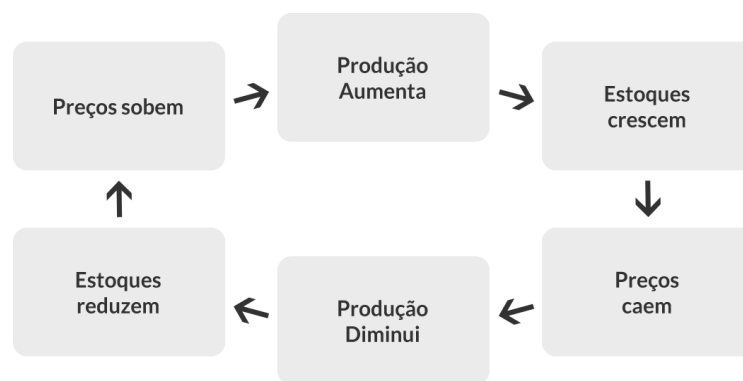 Preços sobem
Produção
Aumenta
Estoques
crescem
Preços
caem
Produção
Diminui
Estoques
reduzem